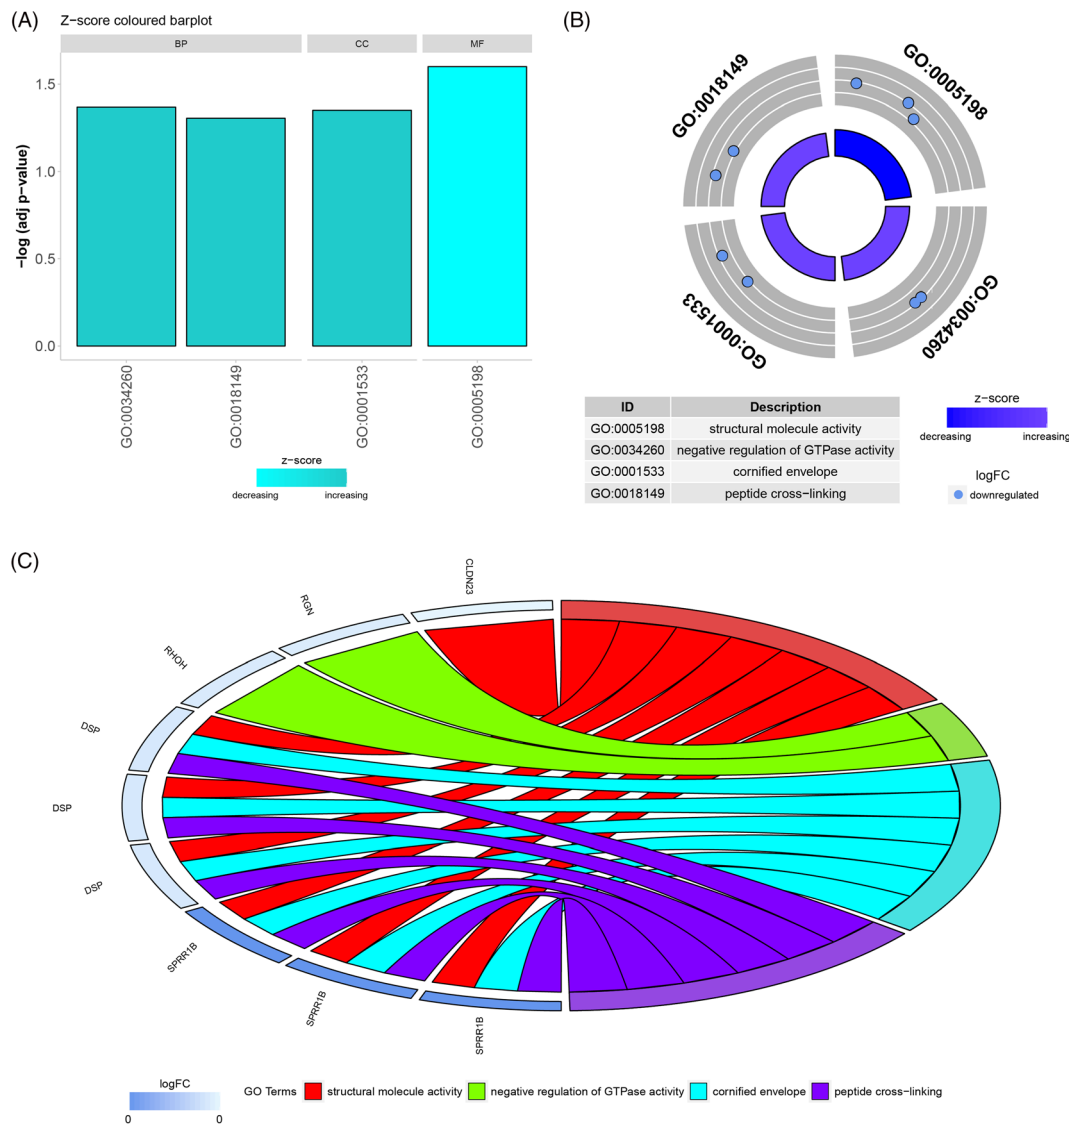 (A)
Z−score coloured barplot
BP
CC
MF
−log (adj p−value)
1.5
1.0
0.5
0.0
GO:0034260
GO:0018149
GO:0001533
GO:0005198
z−score
decreasing
increasing
(B)
GO:0018149
GO:0005198
GO:0001533
GO:0034260
ID Description
GO:0005198 structural molecule activity
GO:0034260 negative regulation of GTPase activity
GO:0001533 cornified envelope
GO:0018149 peptide cross−linking
z−score
decreasing
increasing
logFC
downregulated
(C)
CLDN23
RGN
RHOH
DSP
DSP
DSP
SPRR1B
SPRR1B
SPRR1B
logFC
0 0
GO Terms structural molecule activity negative regulation of GTPase activity cornified envelope peptide cross−linking